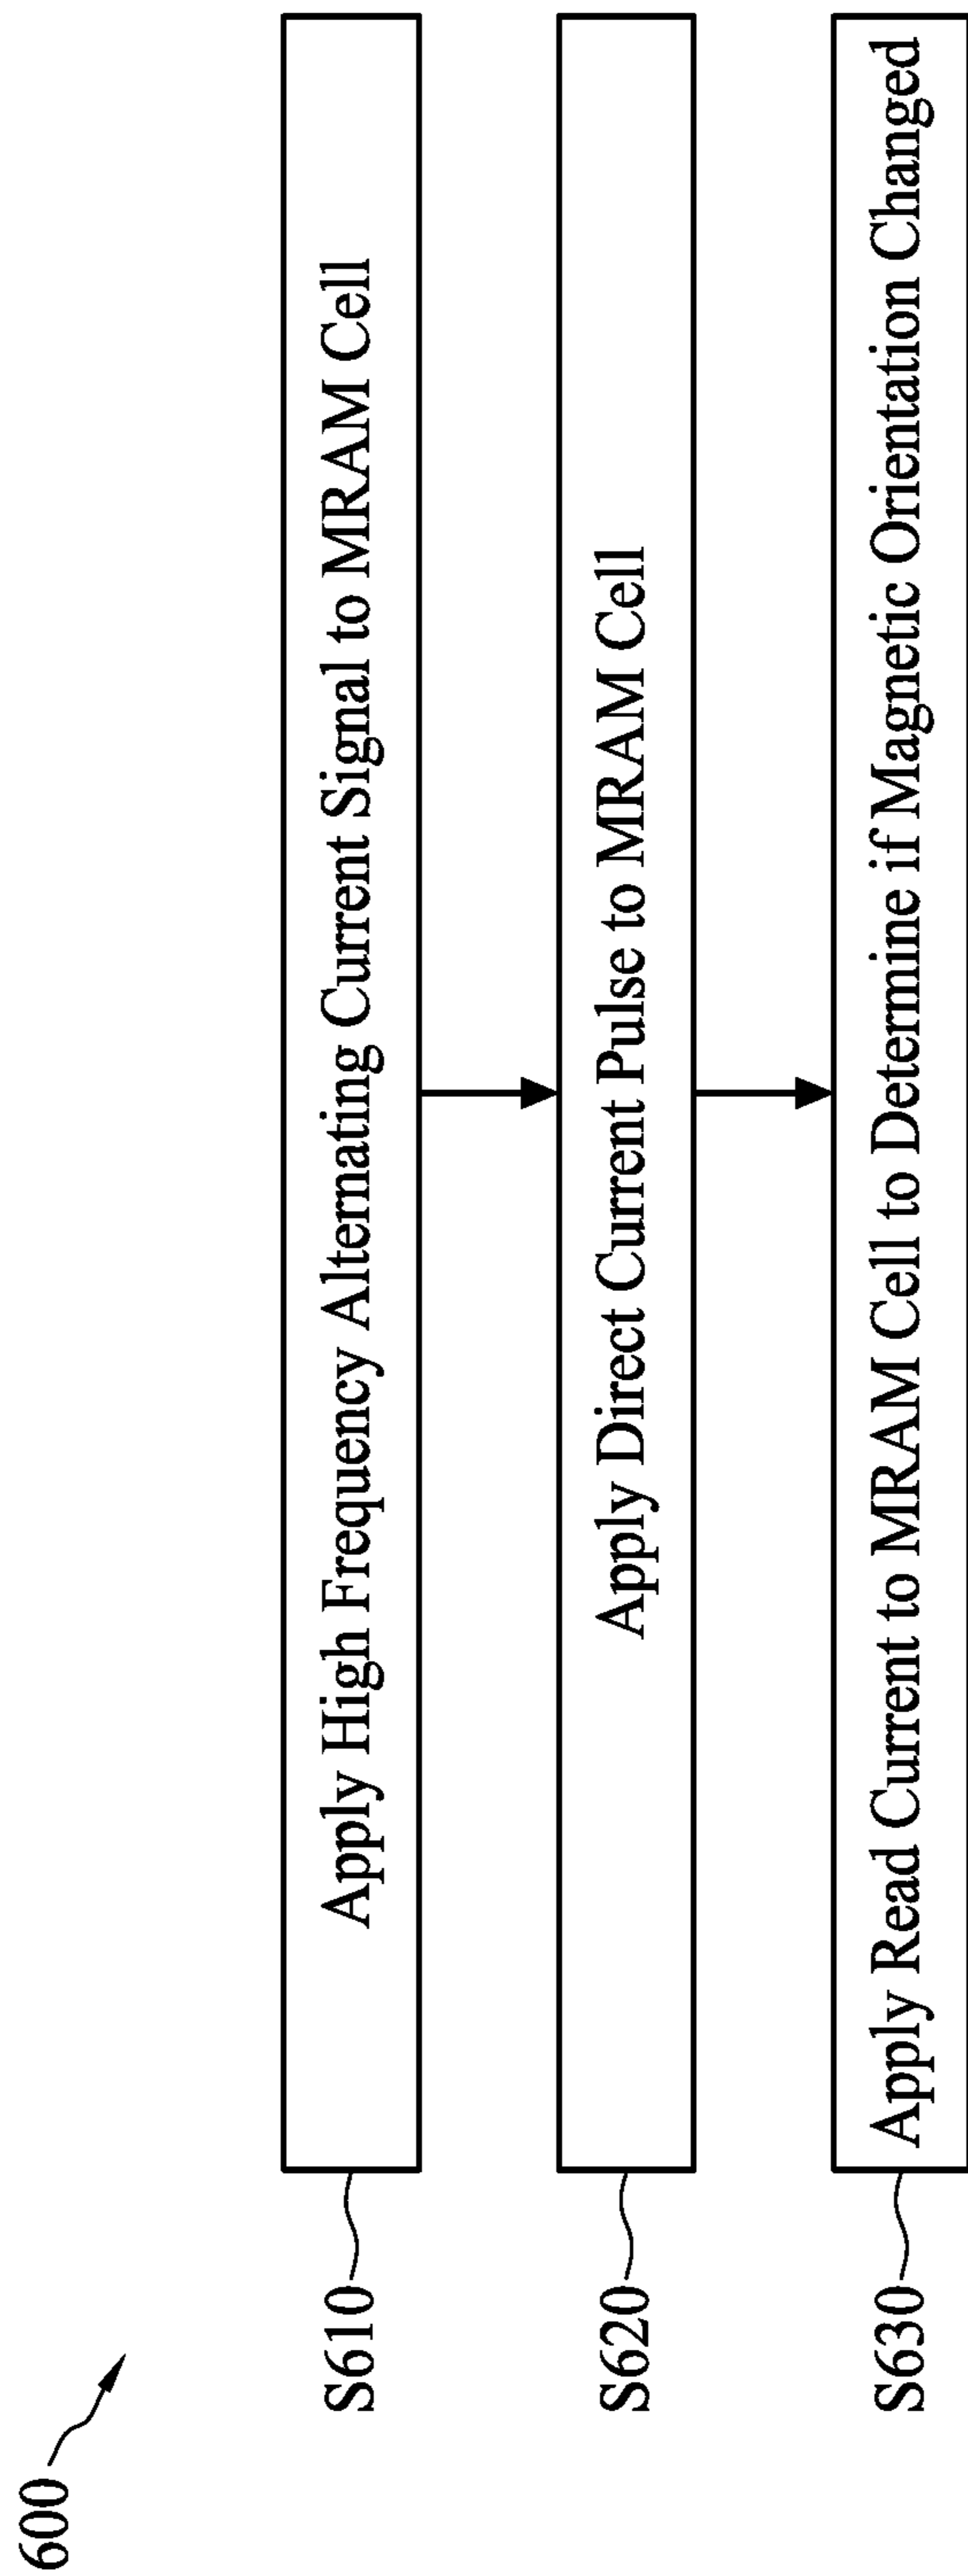 600
S610
Apply High Frequency Alternating Current Signal to MRAM Cell
S620
Apply Direct Current Pulse to MRAM Cell
S630
Apply Read Current to MRAM Cell to Determine if Magnetic Orientation Changed